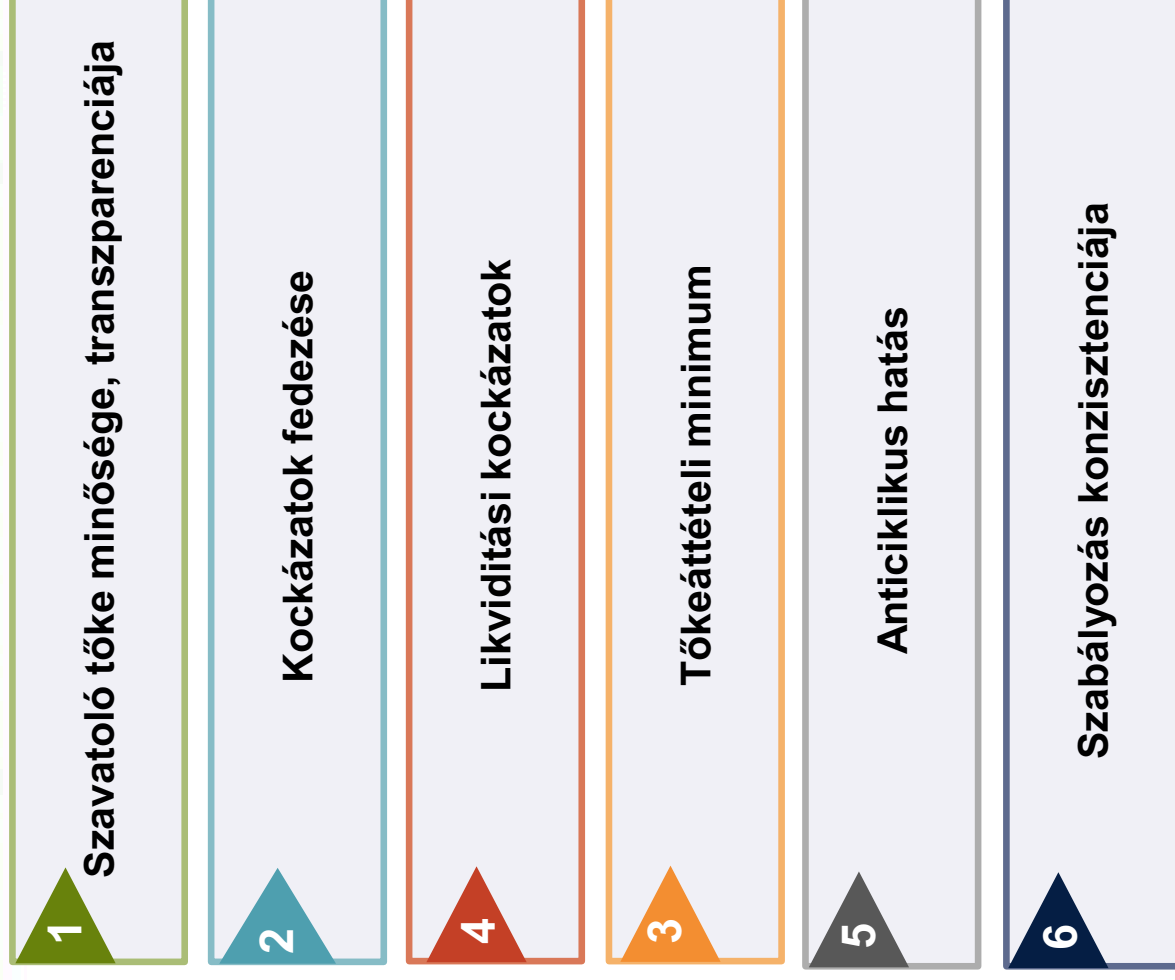 1
Szavatoló tőke minősége, transzparenciája
2
Kockázatok fedezése
4
Likviditási kockázatok
3
Tőkeáttételi minimum
5
Anticiklikus hatás
6
Szabályozás konzisztenciája